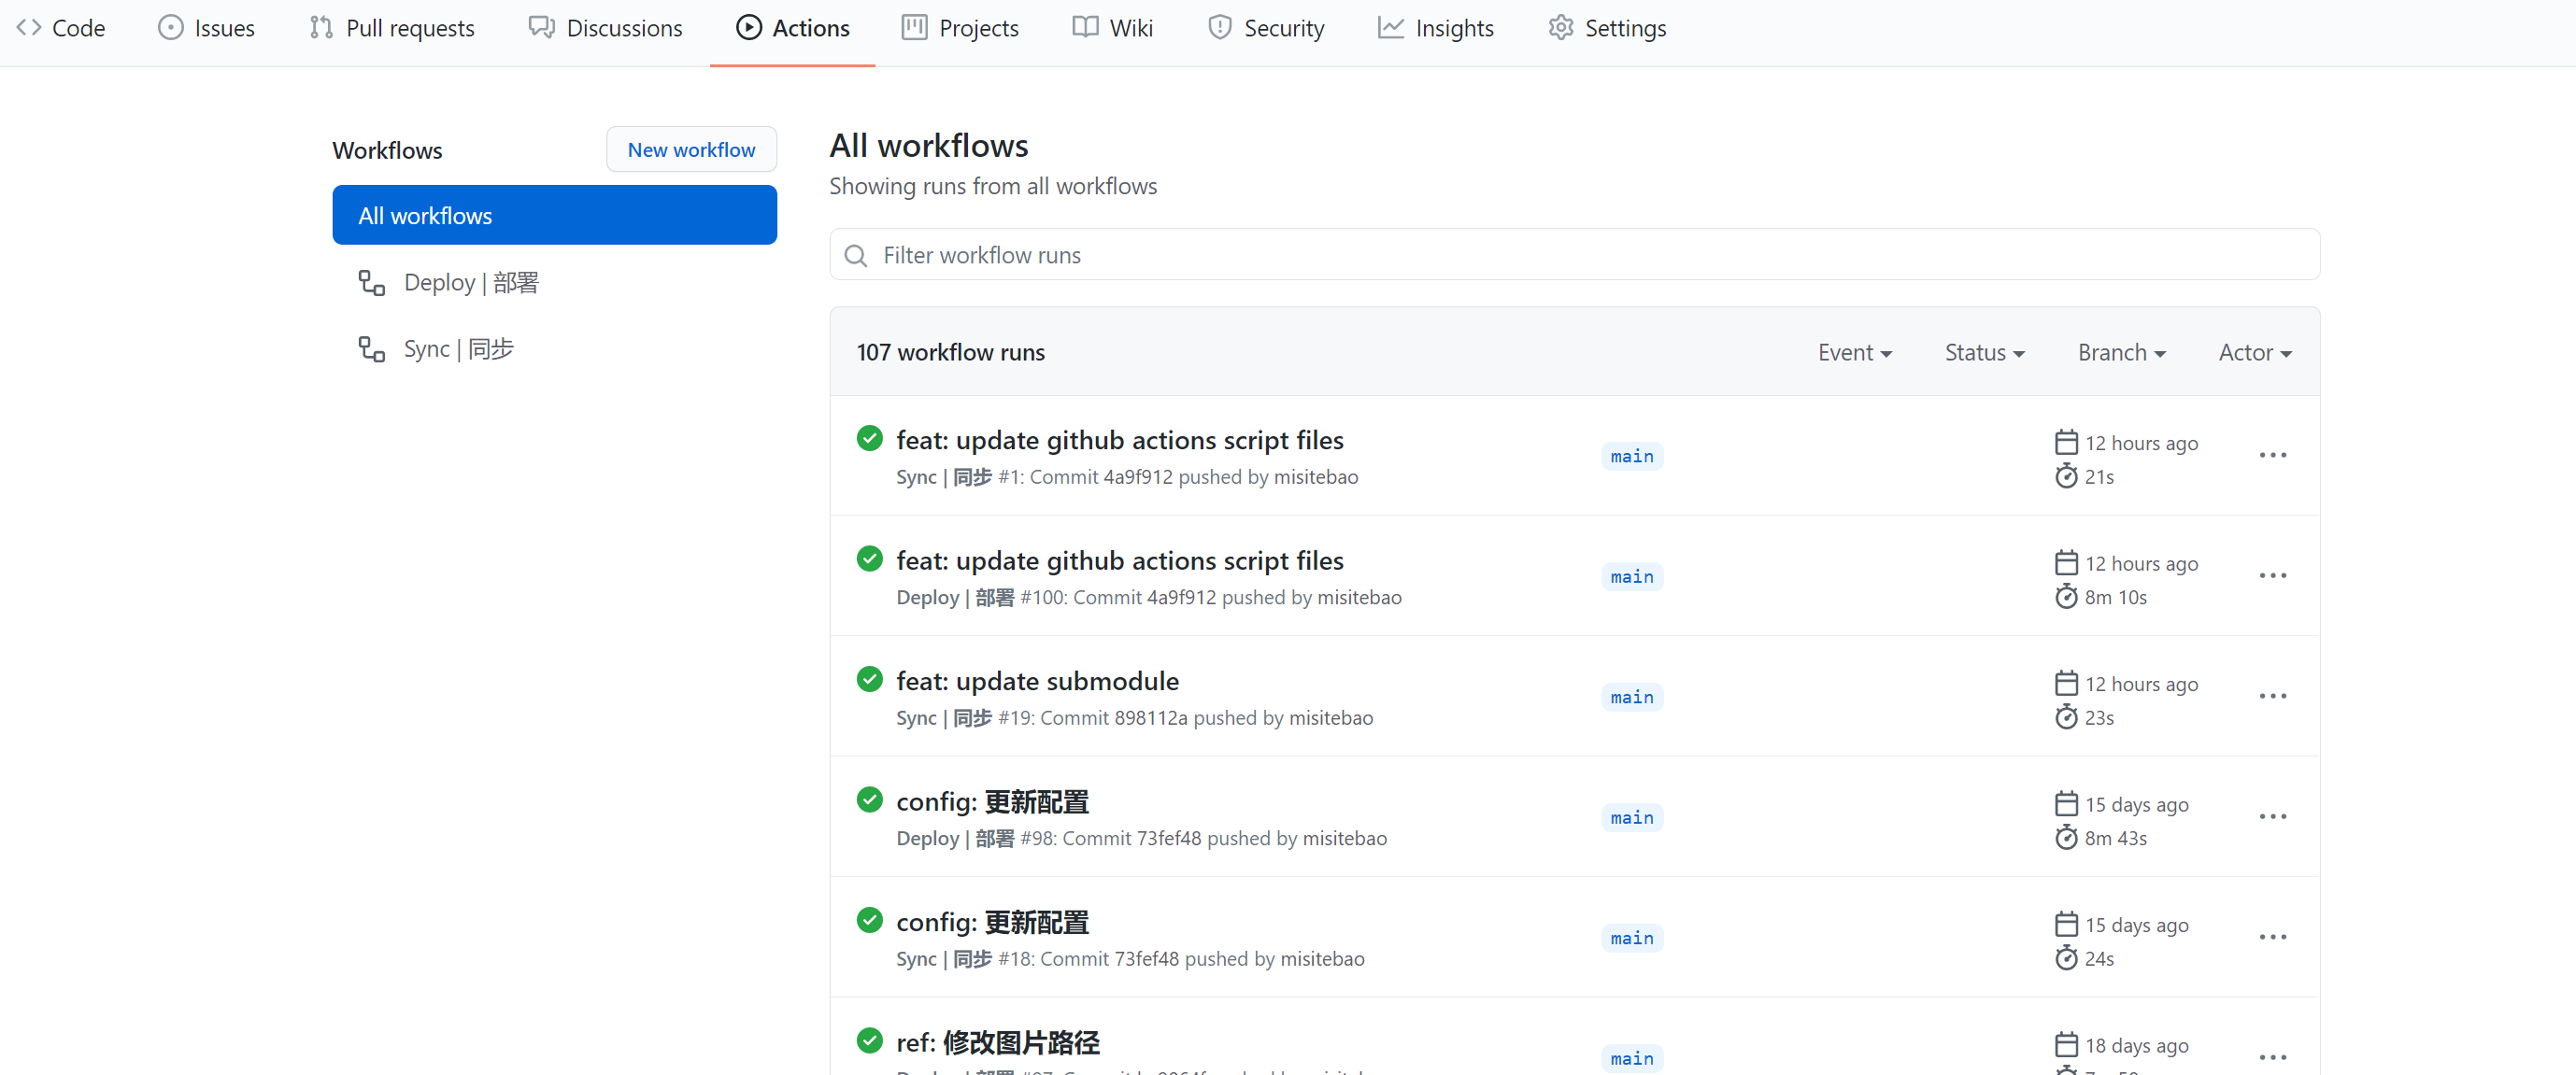 Code Issues Pull requests Discussions Actions Projects Wiki Security Insights Settings
Workflows
New workflow
All workflows
Deploy | 部署
Sync | 同步
All workflows
Showing runs from all workflows
Filter workflow runs
107 workflow runs Event Status Branch Actor
feat: update github actions script files
Sync | 同步 #1: Commit 4a9f912 pushed by misitebao
main
12 hours ago
21s
feat: update github actions script files
Deploy | 部署 #100: Commit 4a9f912 pushed by misitebao
main
12 hours ago
8m 10s
feat: update submodule
Sync | 同步 #19: Commit 898112a pushed by misitebao
main
12 hours ago
23s
config: 更新配置
Deploy | 部署 #98: Commit 73fef48 pushed by misitebao
main
15 days ago
8m 43s
config: 更新配置
Sync | 同步 #18: Commit 73fef48 pushed by misitebao
main
15 days ago
24s
ref: 修改图片路径
main
18 days ago